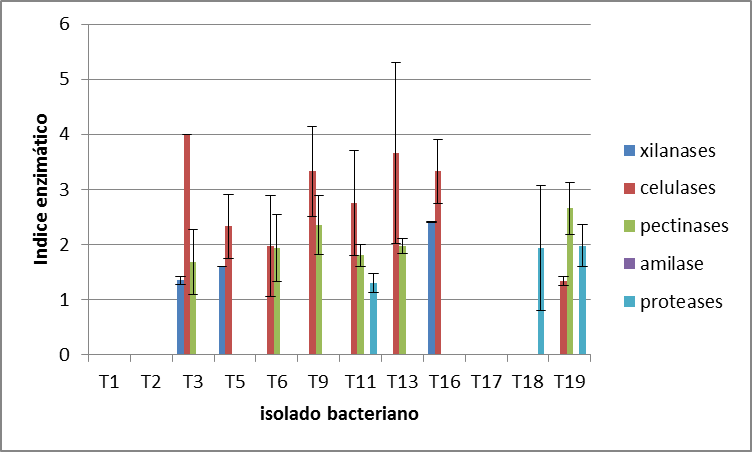 6
5
4
3
2
1
0
Indice enzimático
T1 T2 T3 T5 T6 T9 T11 T13 T16 T17 T18 T19
isolado bacteriano
xilanases
celulases
pectinases
amilase
proteases